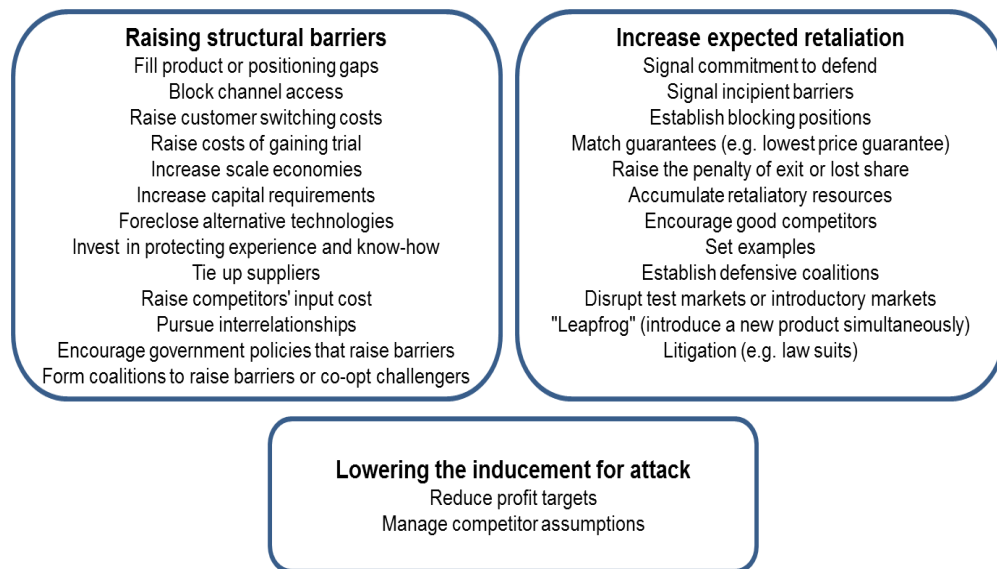 Raising structural barriers
Fill product or positioning gaps
Block channel access
Raise customer switching costs
Raise costs of gaining trial
Increase scale economies
Increase capital requirements
Foreclose alternative technologies
Invest in protecting experience and know-how
Tie up suppliers
Raise competitors' input cost
Pursue interrelationships
Encourage government policies that raise barriers
Form coalitions to raise barriers or co-opt challengers
Increase expected retaliation
Signal commitment to defend
Signal incipient barriers
Establish blocking positions
Match guarantees (e.g. lowest price guarantee)
Raise the penalty of exit or lost share
Accumulate retaliatory resources
Encourage good competitors
Set examples
Establish defensive coalitions
Disrupt test markets or introductory markets
"Leapfrog" (introduce a new product simultaneously)
Litigation (e.g. law suits)
Lowering the inducement for attack
Reduce profit targets
Manage competitor assumptions